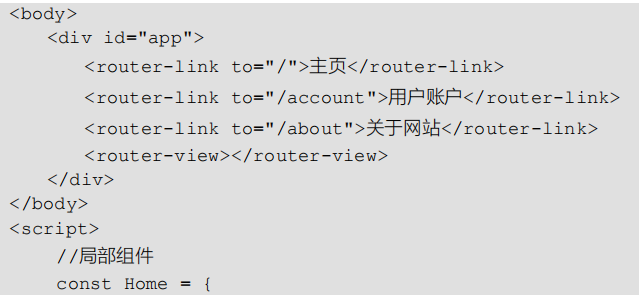 <body>
<div id="app">
<router-link to="/">主页</router-link>
<router-link to="/account">用户账户</router-link>
<router-link to="/about">关于网站</router-link>
<router-view></router-view>
</div>
</body>
<script>
//局部组件
const Home = {